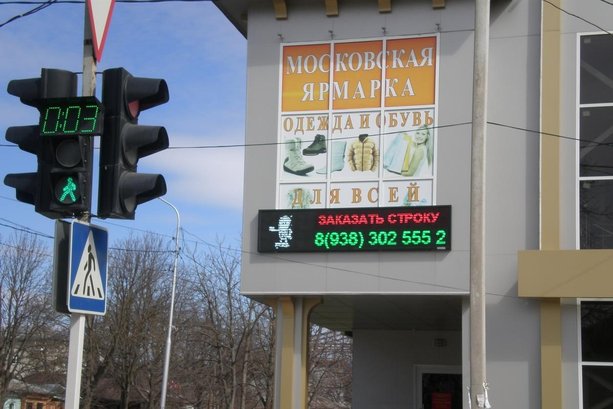 0:03
МОСКОВСКАЯ
ЯРМАРКА
ОДЕЖДА И ОБУВЬ
ДЛЯ ВСЕЙ
ЗАКАЗАТЬ СТРОКУ
8(938) 302 555 2